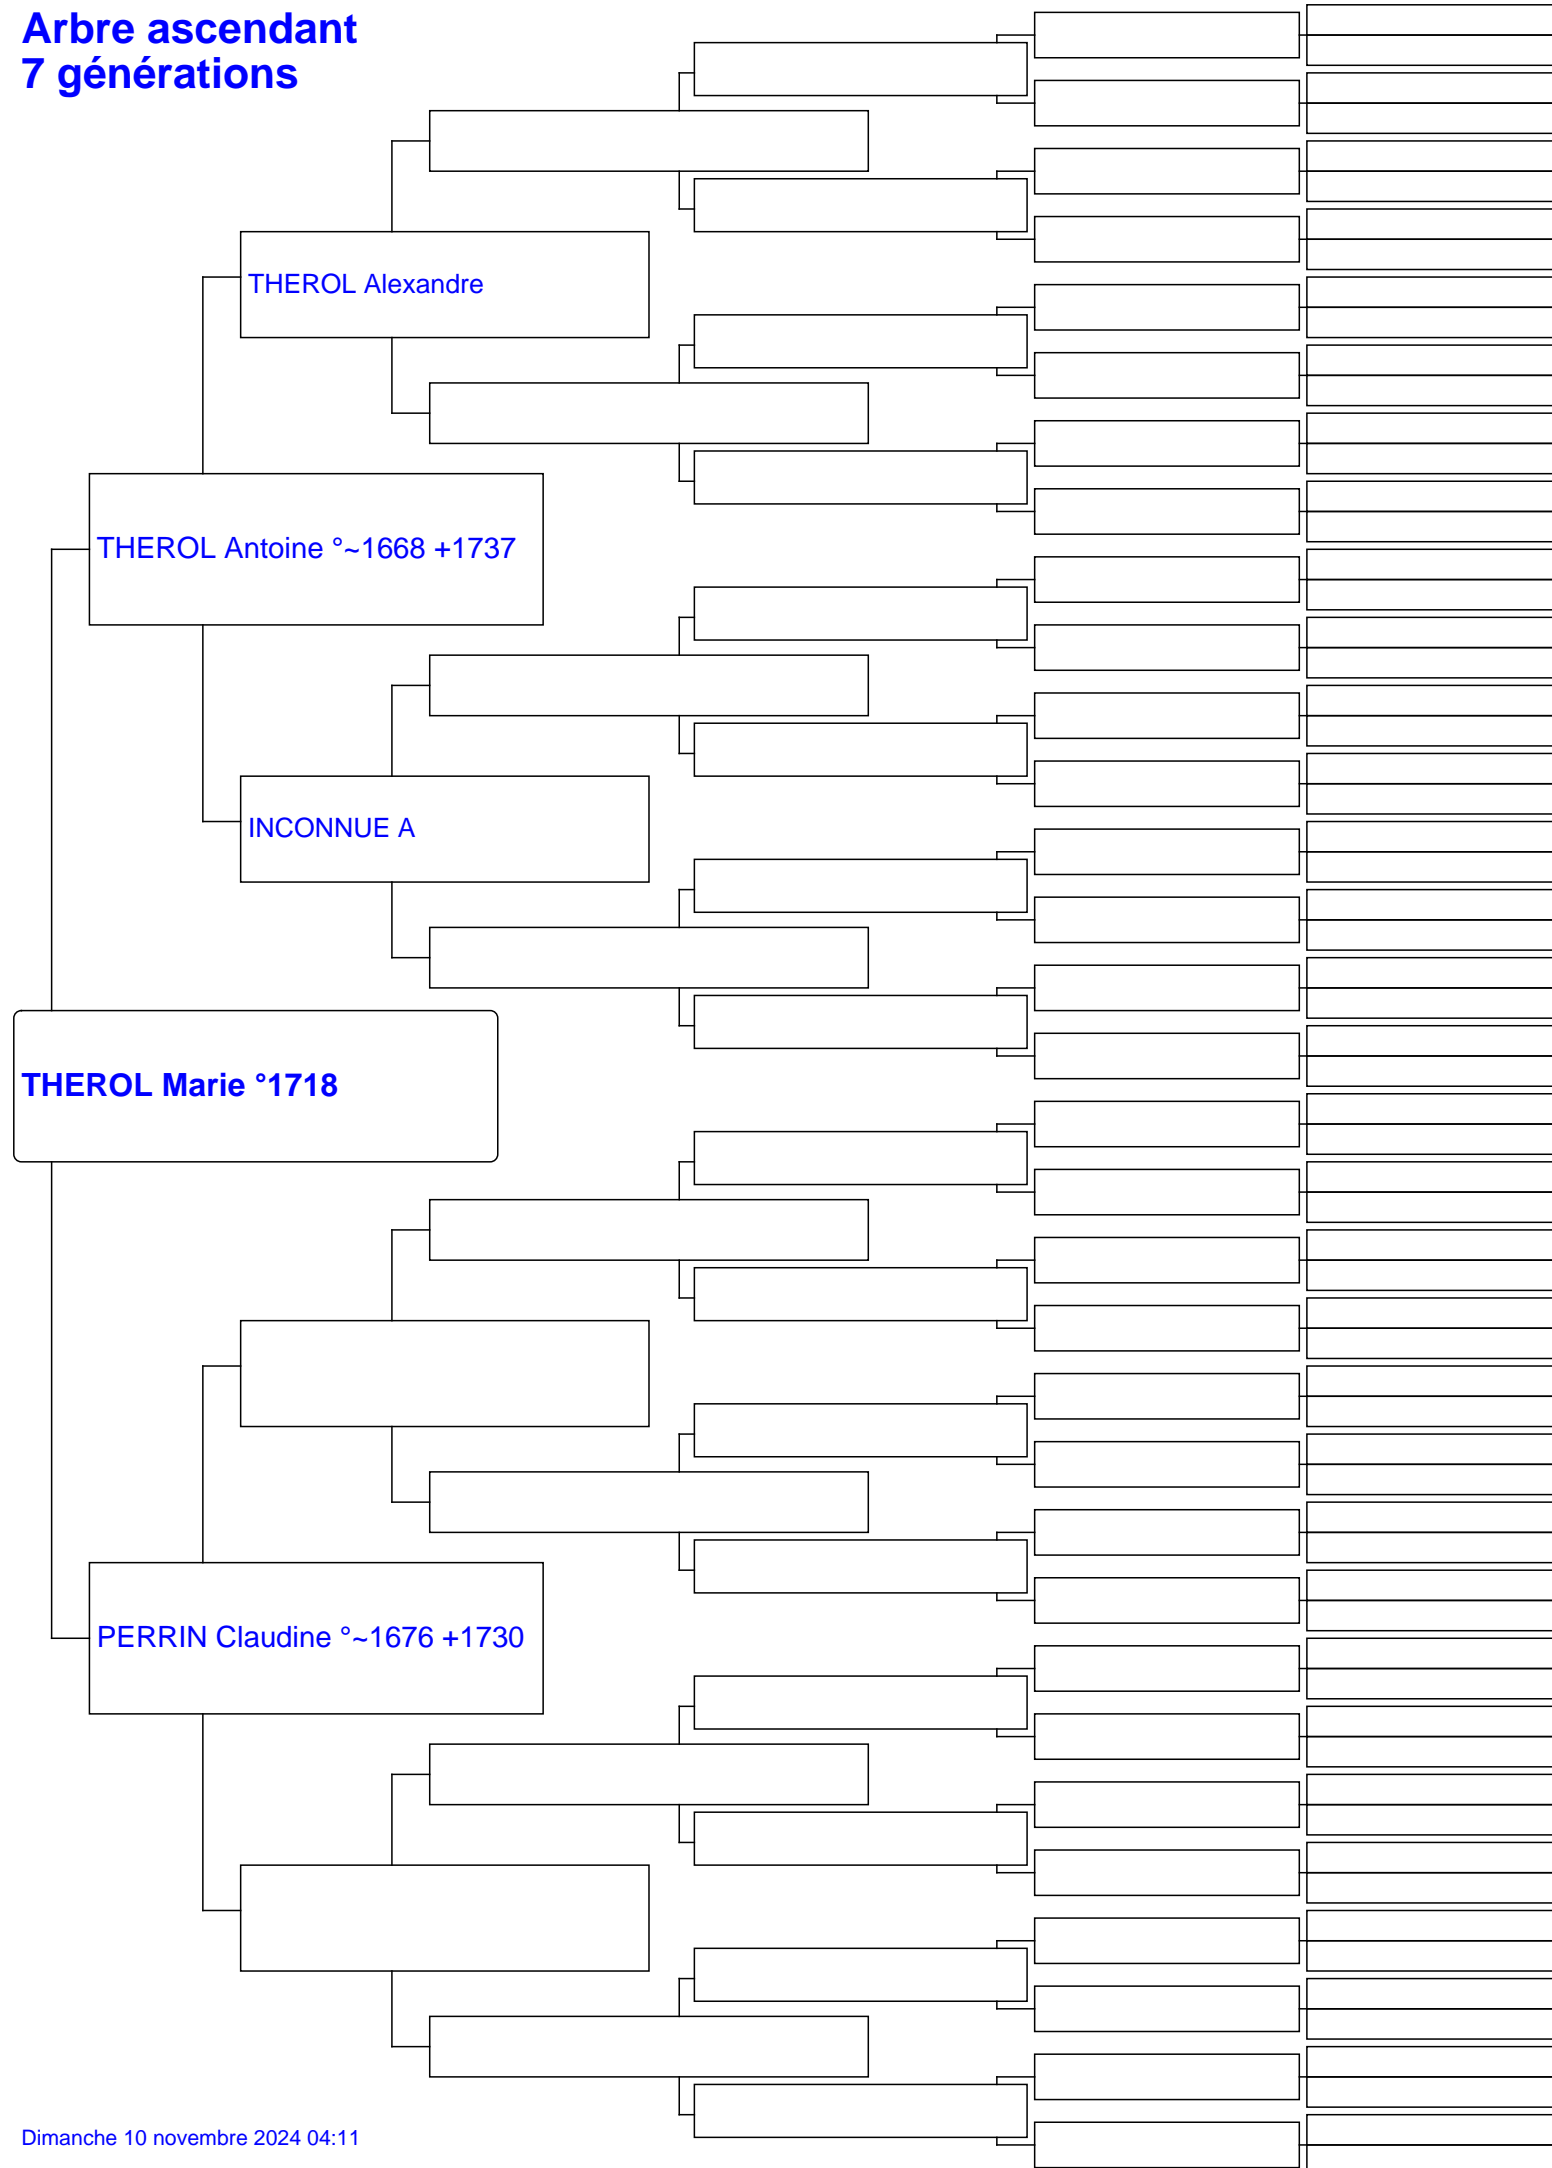 Arbre ascendant
7 générations
THEROL Alexandre
THEROL Antoine °~1668 +1737
INCONNUE A
THEROL Marie °1718
PERRIN Claudine °~1676 +1730
Dimanche 10 novembre 2024 04:11